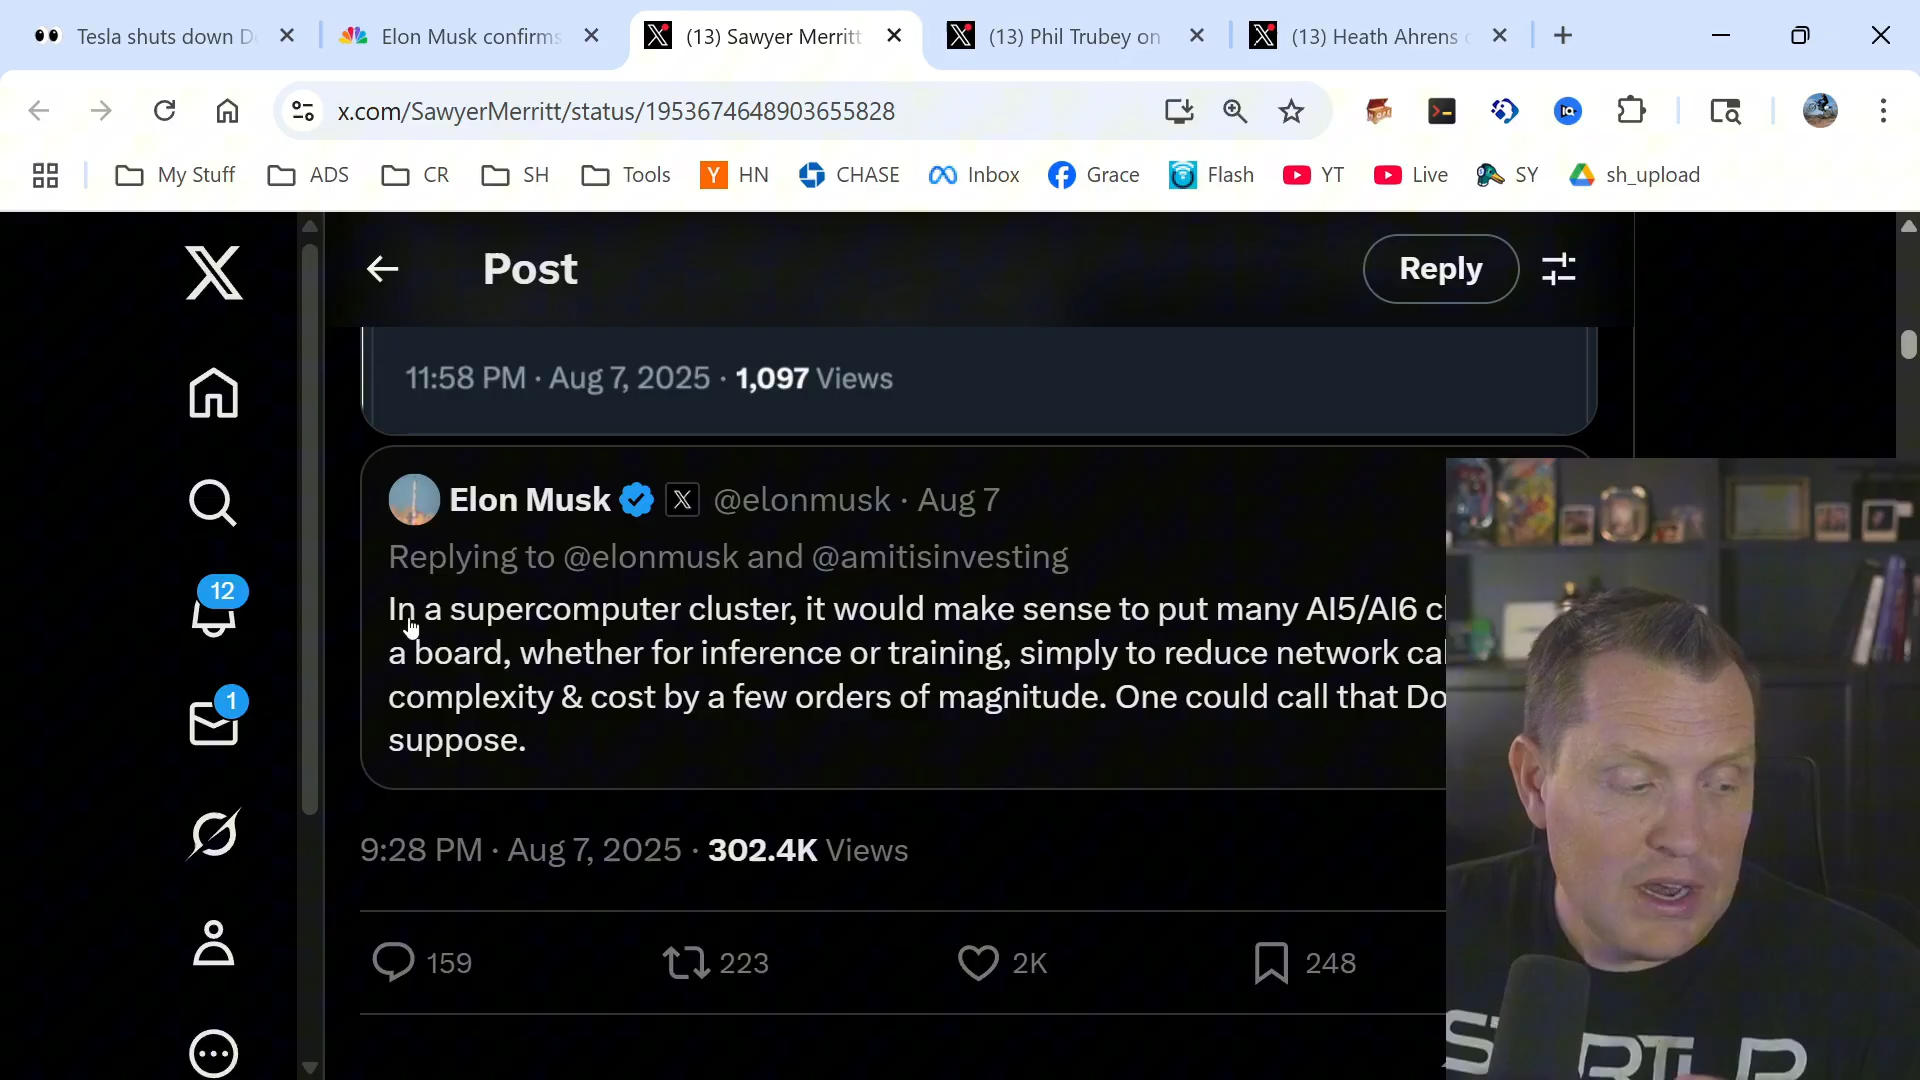 Tesla shuts down D
Elon Musk confirms
(13) Sawyer Merritt
(13) Phil Trubey on
(13) Heath Ahrens
x.com/SawyerMerritt/status/1953674648903655828
My Stuff
ADS
CR
SH
Tools
Y HN
CHASE
Inbox
Grace
Flash
YT
Live
SY
sh_upload
Post
Reply
11:58 PM · Aug 7, 2025 · 1,097 Views
Elon Musk @elonmusk · Aug 7
Replying to @elonmusk and @amitisinvesting
In a supercomputer cluster, it would make sense to put many AI5/AI6
a board, whether for inference or training, simply to reduce network
complexity & cost by a few orders of magnitude. One could call that
suppose.
12
1
9:28 PM · Aug 7, 2025 · 302.4K Views
159
223
2K
248